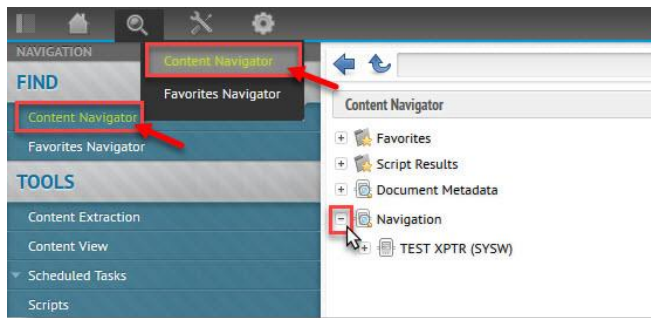 NAVIGATION
FIND
Content Navigator
Favorites Navigator
TOOLS
Content Extraction
Content View
Scheduled Tasks
Scripts
Content Navigator
Favorites Navigator
Content Navigator
Favorites
Script Results
Document Metadata
Navigation
TEST XPTR (SYSW)